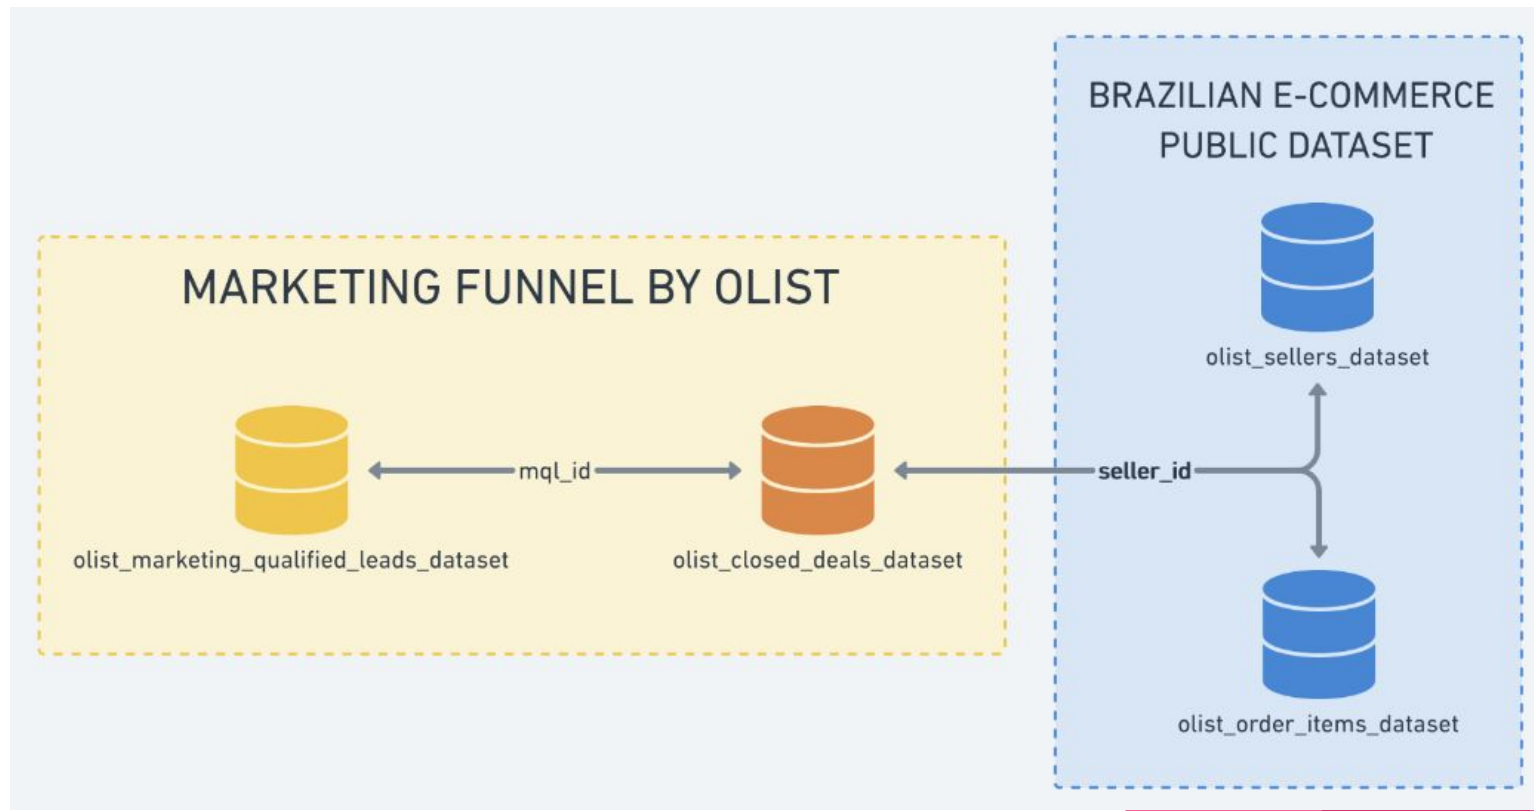 BRAZILIAN E-COMMERCE
PUBLIC DATASET
olist_sellers_dataset
MARKETING FUNNEL BY OLIST
mql_id
seller_id
olist_marketing_qualified_leads_dataset
olist_closed_deals_dataset
olist_order_items_dataset